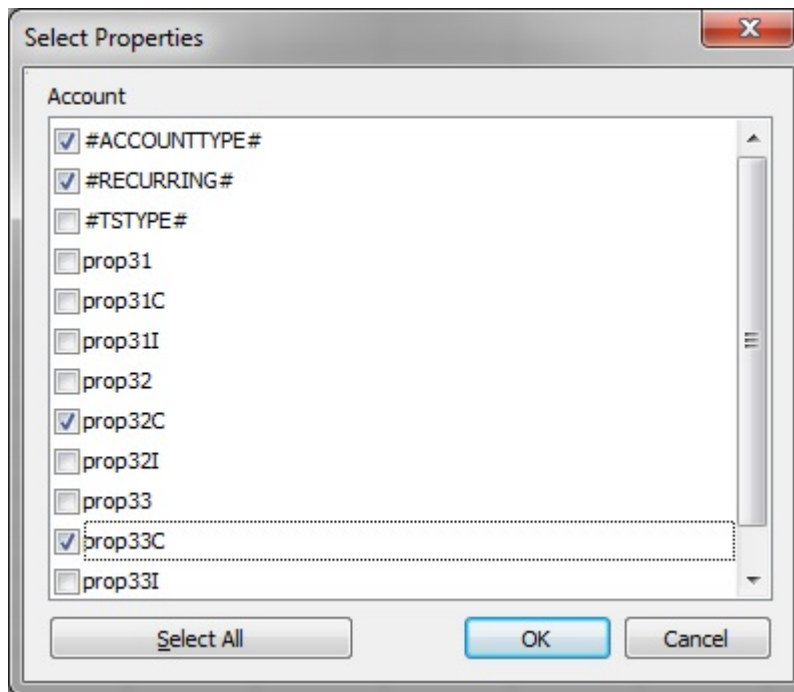 Select Properties
Account
#ACCOUNTTYPE#
#RECURRING#
#TSTYPE#
prop31
prop31C
prop31I
prop32
prop32C
prop32I
prop33
prop33C
prop33I
Select All OK Cancel